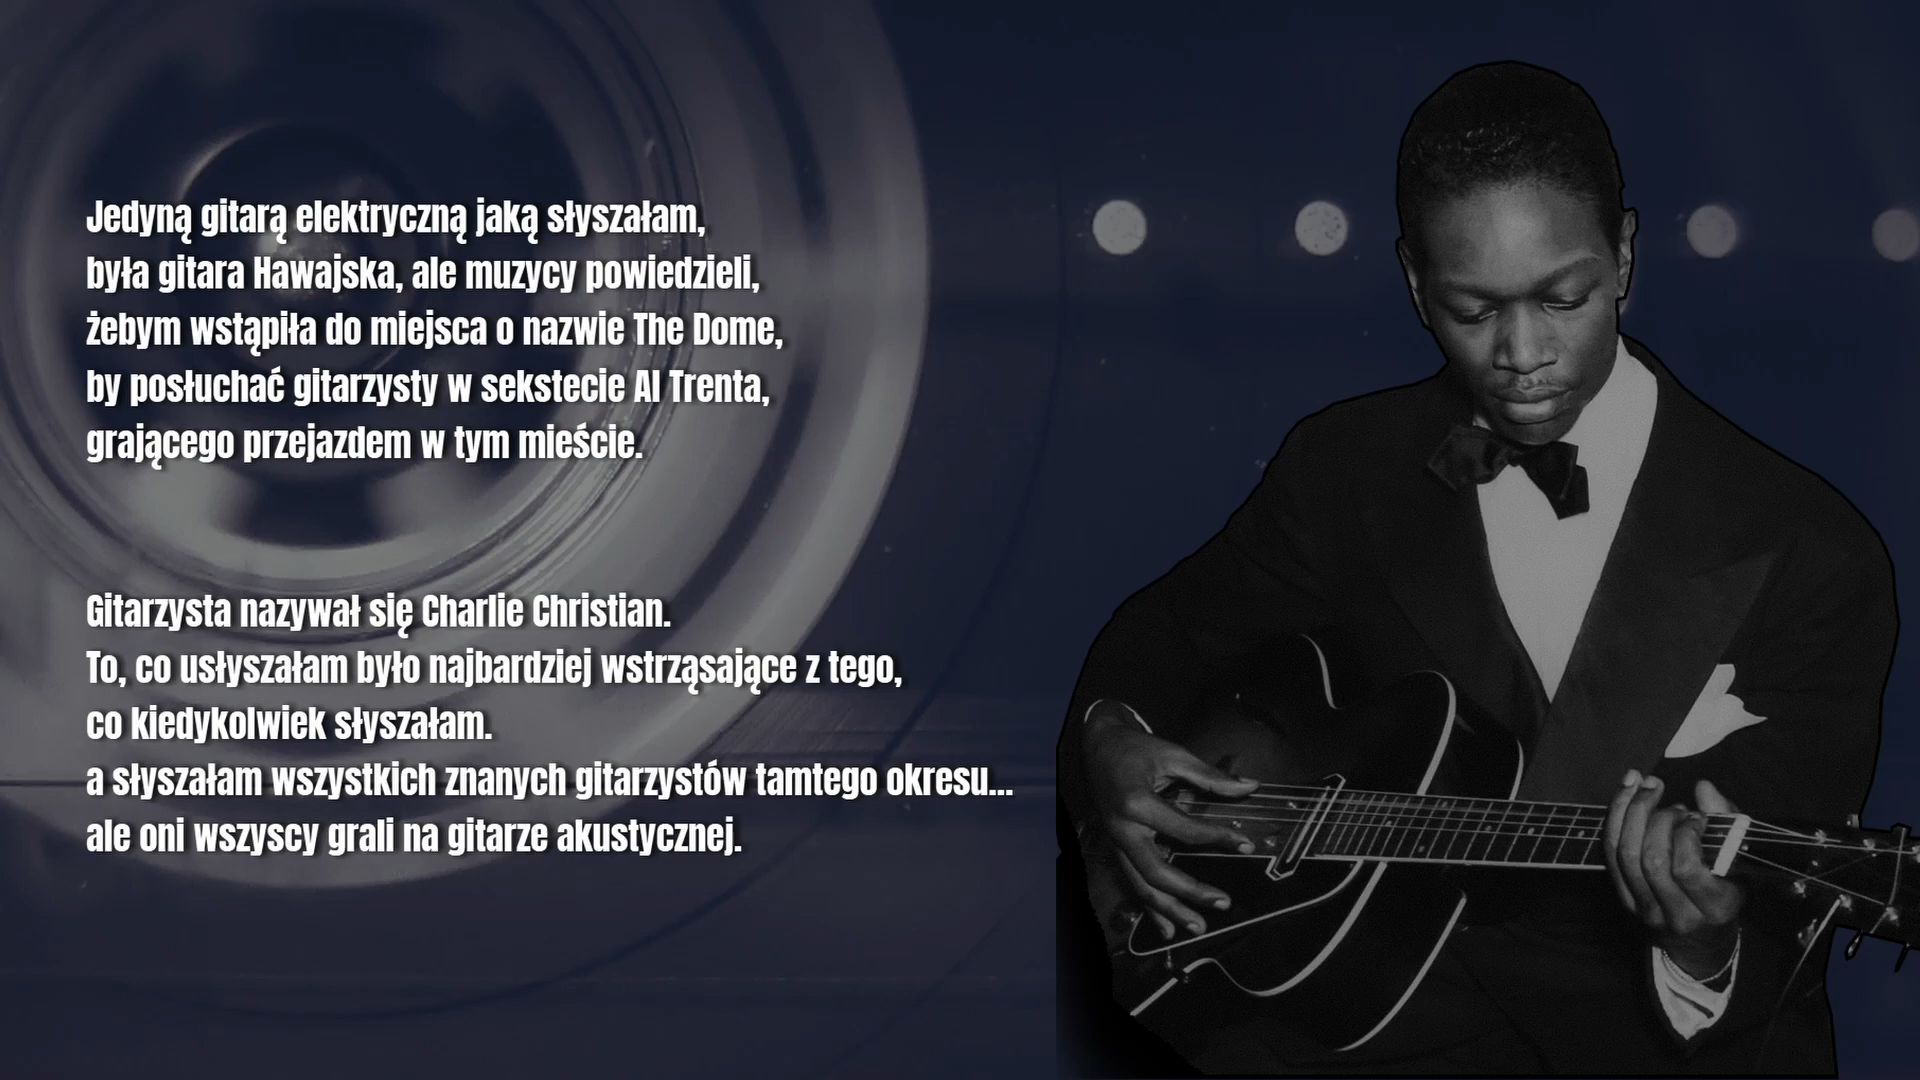 Jedyną gitarą elektryczną jaką słyszałam,
była gitara Hawajska, ale muzycy powiedzieli,
żebym wstąpiła do miejsca o nazwie The Dome,
by posłuchać gitarzysty w sekstecie Al Trenta,
grającego przejazdem w tym mieście.
Gitarzysta nazywał się Charlie Christian.
To, co usłyszałam było najbardziej wstrząsające z tego,
co kiedykolwiek słyszałam.
a słyszałam wszystkich znanych gitarzystów tamtego okresu...
ale oni wszyscy grali na gitarze akustycznej.